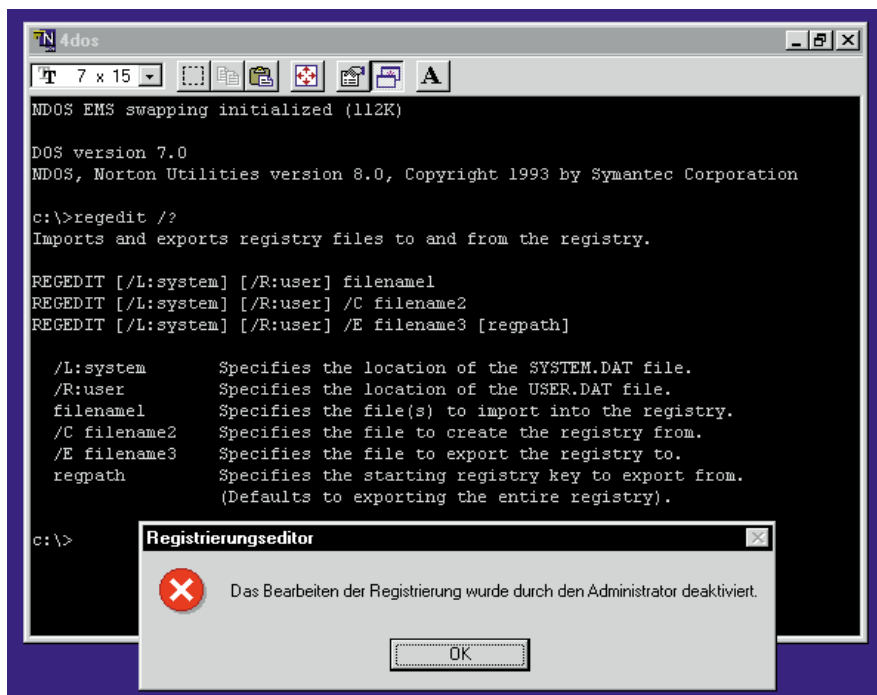 4dos
7 x 15
A
NDOS EMS swapping initialized (112K)
DOS version 7.0
NDOS, Norton Utilities version 8.0, Copyright 1993 by Symantec Corporation
c:\>regedit /?
Imports and exports registry files to and from the registry.
REGEDIT [/L:system] [/R:user] filename1
REGEDIT [/L:system] [/R:user] /C filename2
REGEDIT [/L:system] [/R:user] /E filename3 [regpath]
/L:system Specifies the location of the SYSTEM.DAT file.
/R:user Specifies the location of the USER.DAT file.
filename1 Specifies the file(s) to import into the registry.
/C filename2 Specifies the file to create the registry from.
/E filename3 Specifies the file to export the registry to.
regpath Specifies the starting registry key to export from.
(Defaults to exporting the entire registry).
c:\>
Registrierungseditor
Das Bearbeiten der Registrierung wurde durch den Administrator deaktiviert.
OK